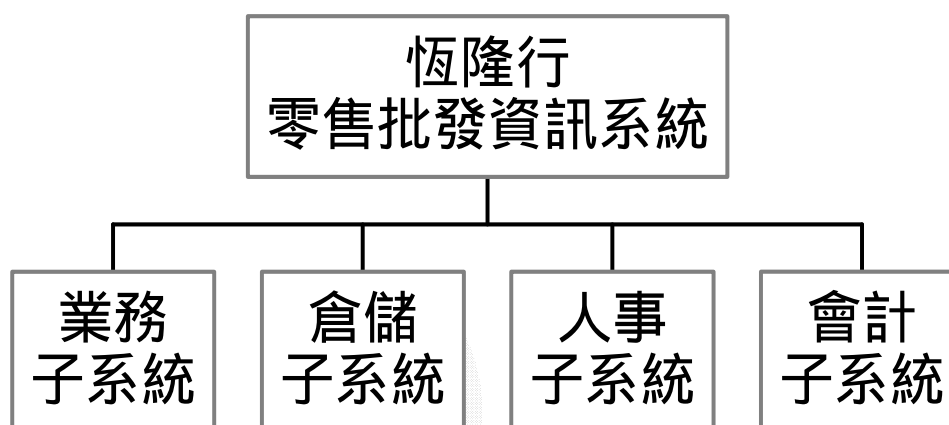 恆隆行
零售批發資訊系統
業務
子系統
倉儲
子系統
人事
子系統
會計
子系統